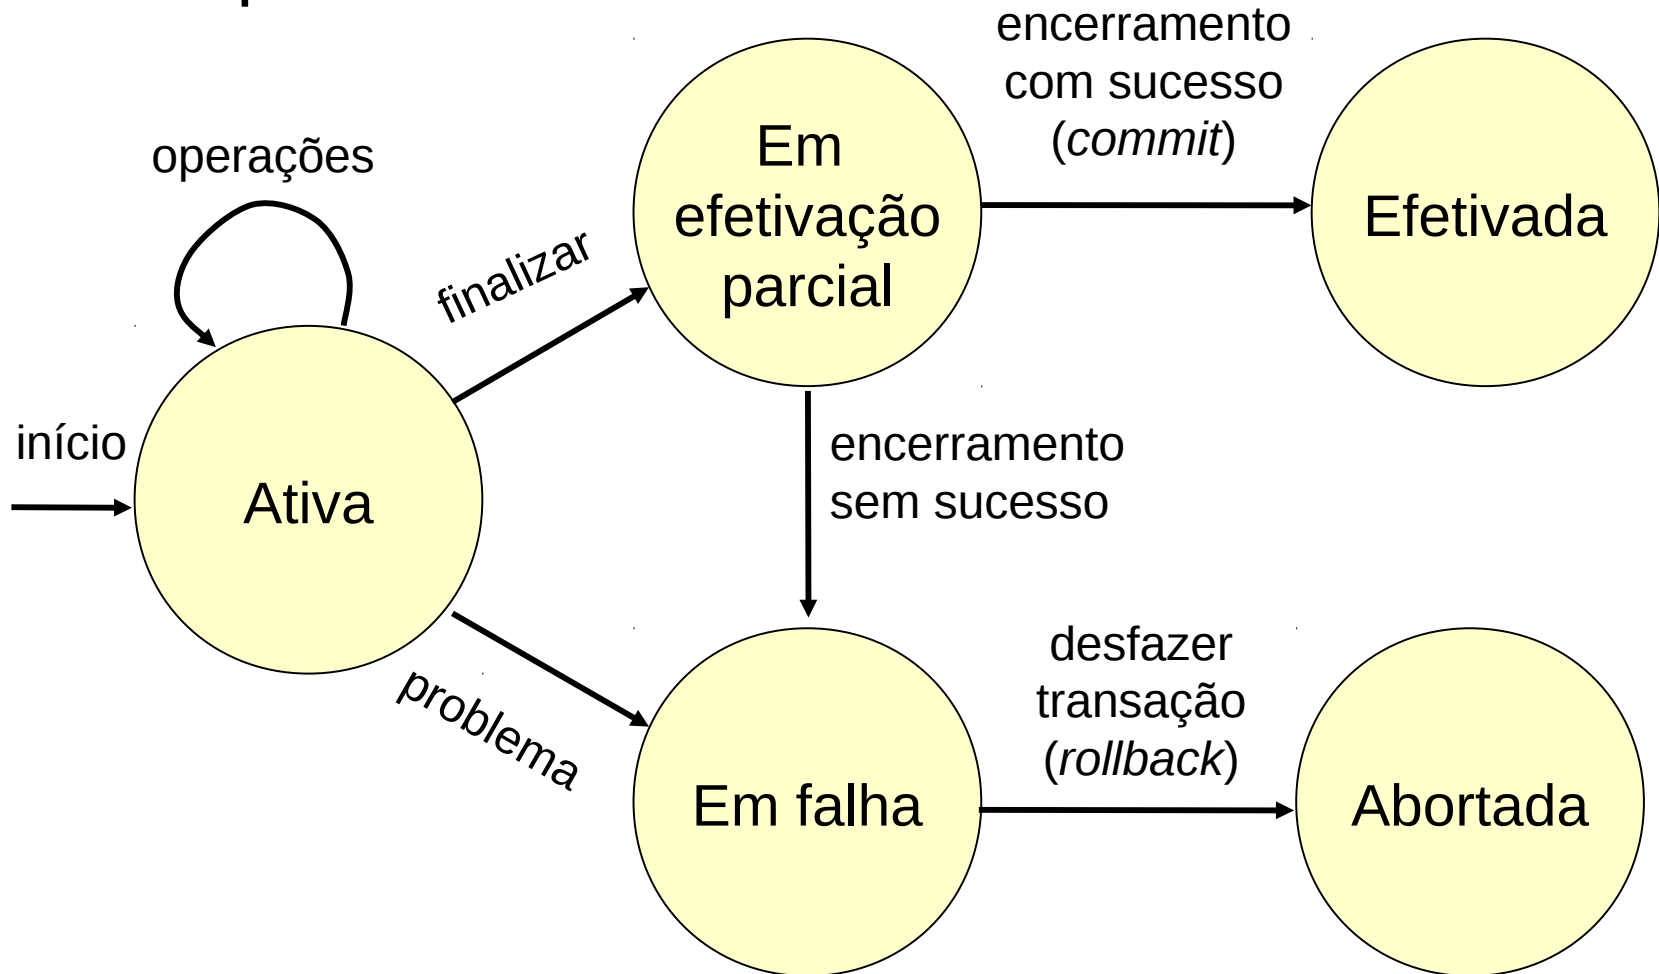 encerramento
com sucesso
(commit)
operações
Em
efetivação
parcial
Efetivada
finalizar
início
Ativa
encerramento
sem sucesso
problema
desfazer
transação
(rollback)
Em falha
Abortada